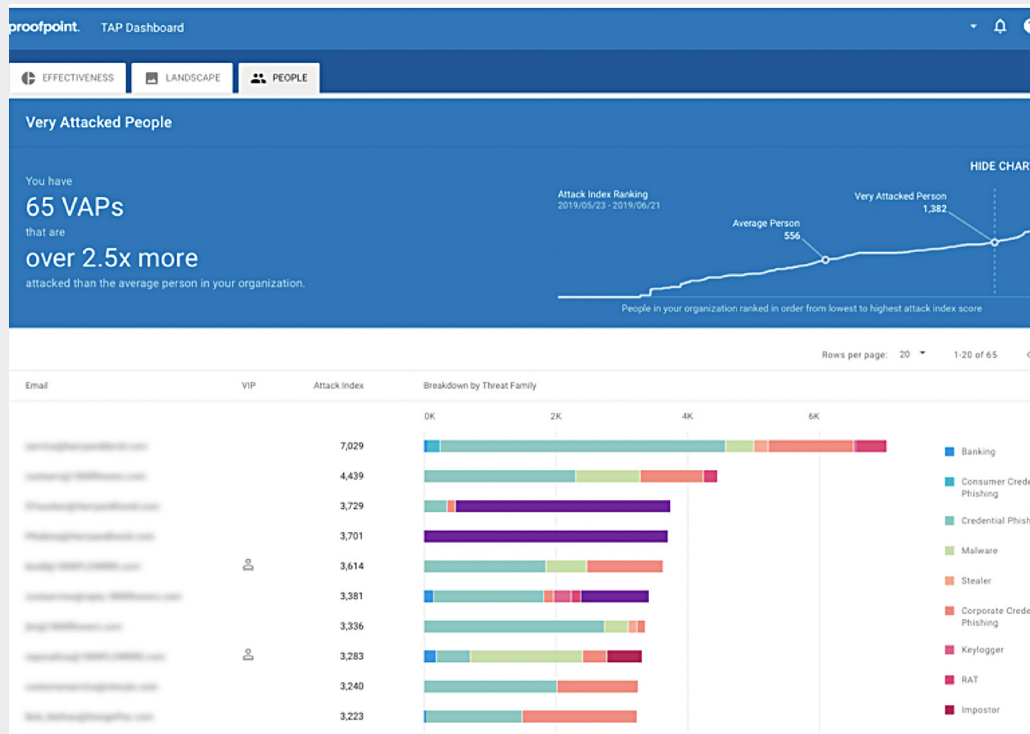 proofpoint. TAP Dashboard
EFFECTIVENESS
LANDSCAPE
PEOPLE
Very Attacked People
HIDE CHAR
You have
65 VAPs
that are
over 2.5x more
attacked than the average person in your organization.
Attack Index Ranking
2019/05/23 - 2019/06/21
Very Attacked Person
1,382
Average Person
556
People in your organization ranked in order from lowest to highest attack index score
Rows per page: 20 1-20 of 65
Email VIP Attack Index Breakdown by Threat Family
0K 2K 4K 6K
7,029
4,439
3,729
3,701
3,614
3,381
3,336
3,283
3,240
3,223
Banking
Consumer Crede
Phishing
Credential Phish
Malware
Stealer
Corporate Crede
Phishing
Keylogger
RAT
Impostor